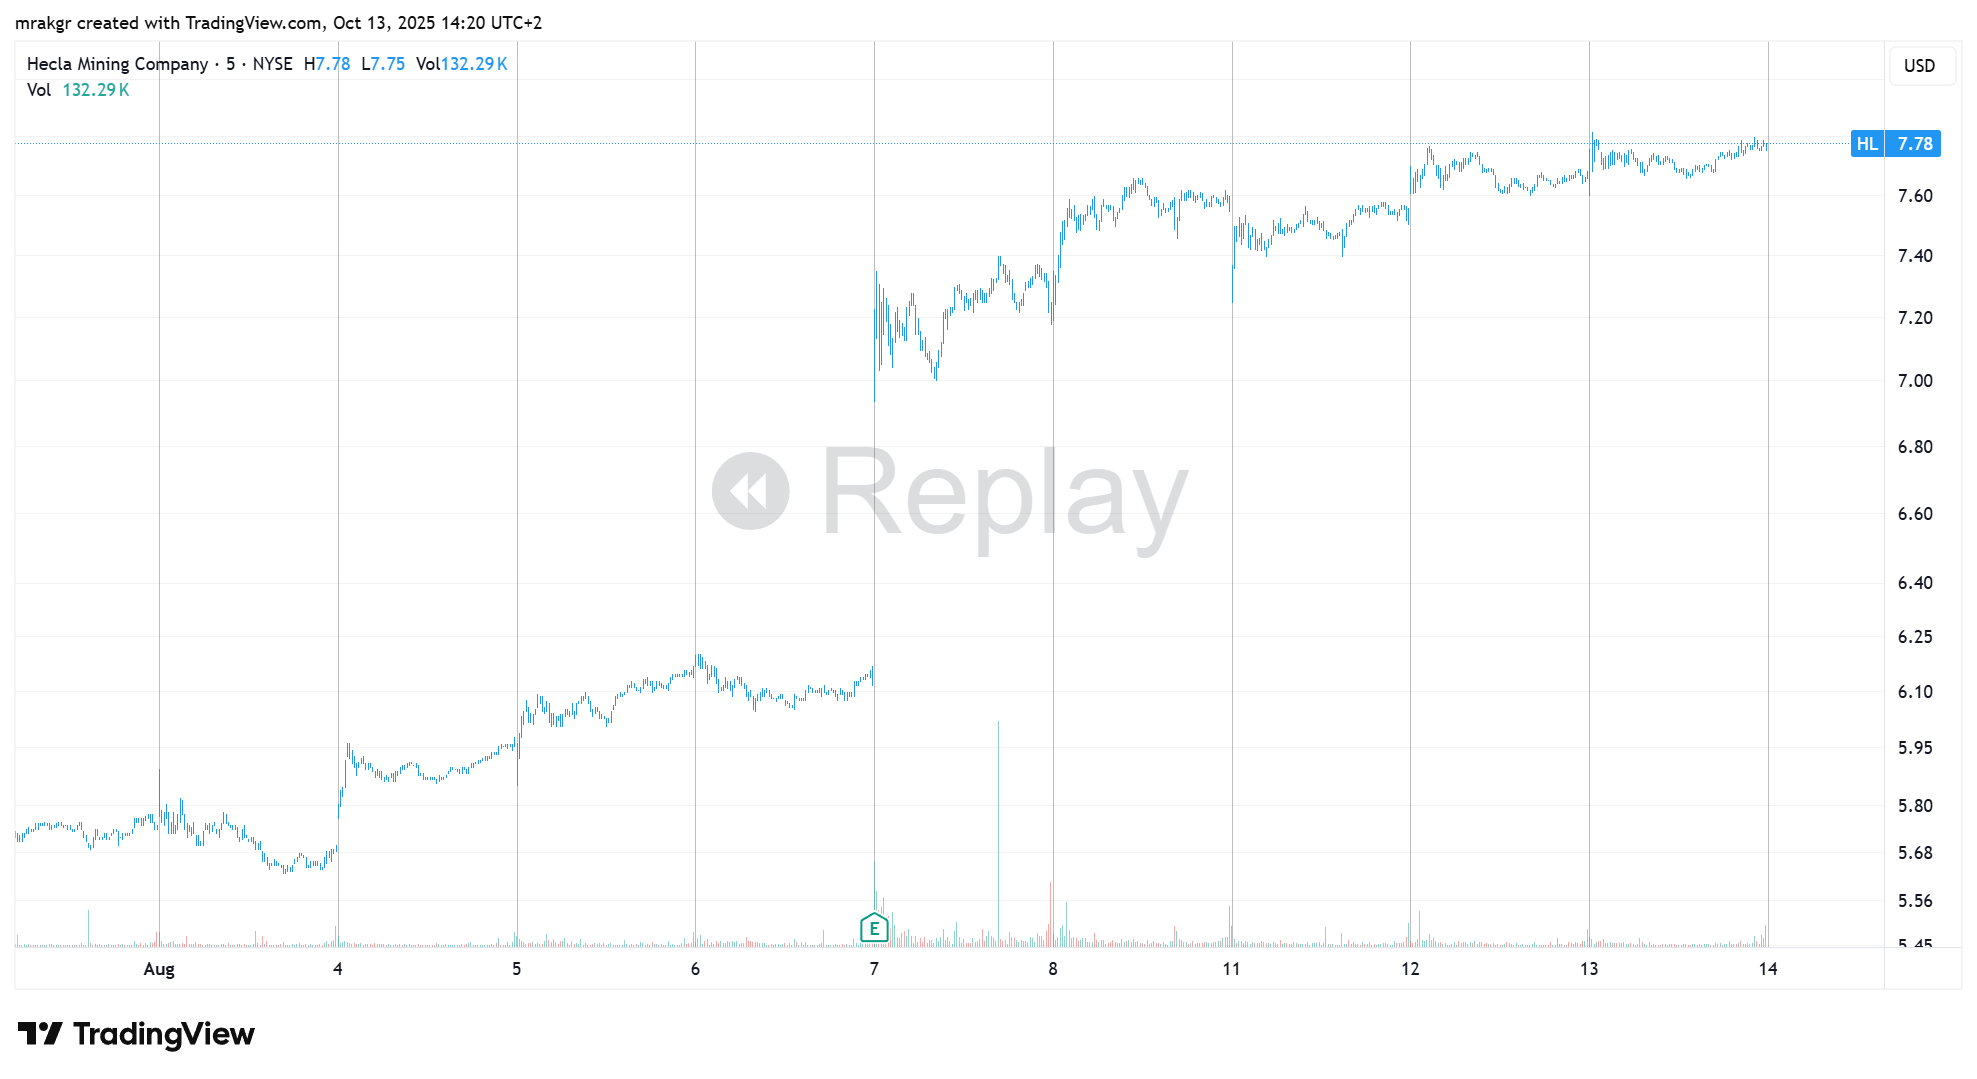 mrakgr created with TradingView.com, Oct 13, 2025 14:20 UTC+2
Hecla Mining Company · 5 · NYSE H7.78 L7.75 Vol132.29 K
Vol 132.29 K
USD
HL 7.78
7.60
7.40
7.20
7.00
6.80
6.60
6.40
6.25
6.10
5.95
5.80
5.68
5.56
5.45
Replay
E
Aug 4 5 6 7 8 11 12 13 14
TradingView